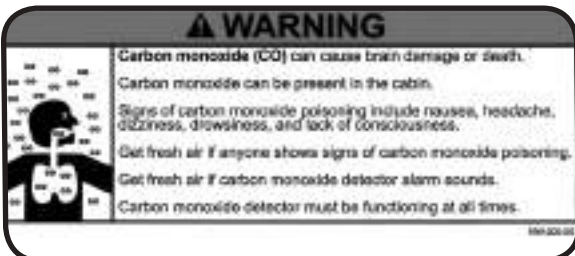 WARNING
Carbon monoxide (CO) can cause brain damage or death.
Carbon monoxide can be present in the cabin.
Signs of carbon monoxide poisoning include nausea, headache,
dizziness, drowsiness, and lack of consciousness.
Get fresh air if anyone shows signs of carbon monoxide poisoning.
Get fresh air if carbon monoxide detector alarm sounds.
Carbon monoxide detector must be functioning at all times.